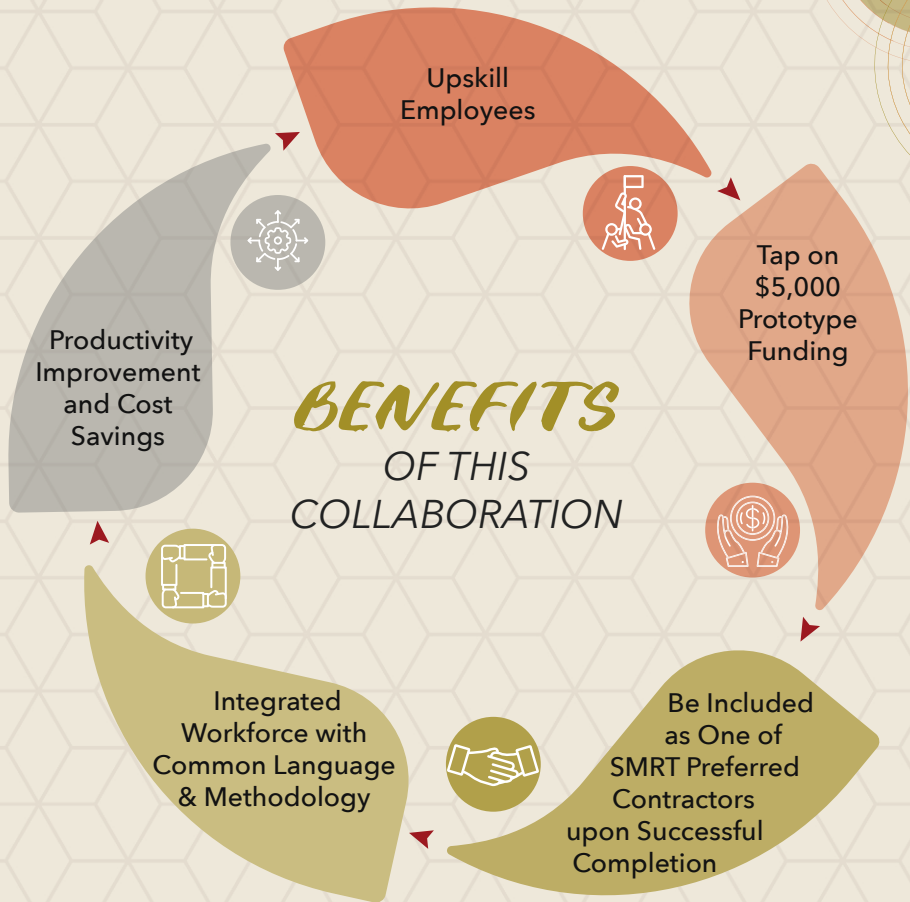 Upskill
Employees
Tap on
$5,000
Prototype
Funding
Be Included
as One of
SMRT Preferred
Contractors
upon Successful
Completion
Integrated
Workforce with
Common Language
& Methodology
Productivity
Improvement
and Cost
Savings
BENEFITS
OF THIS
COLLABORATION